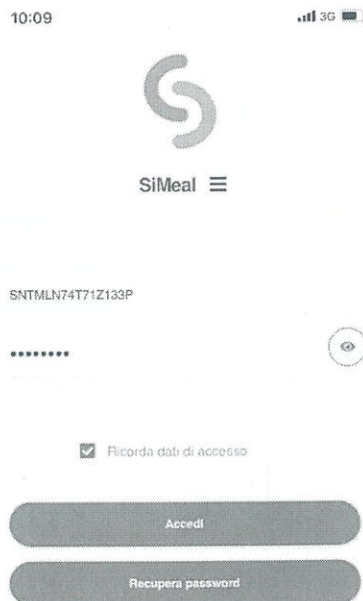 10:09
3G
SiMeal
SNTMLN74T71Z133P
••••••••
Ricorda dati di accesso
Accedi
Recupera password